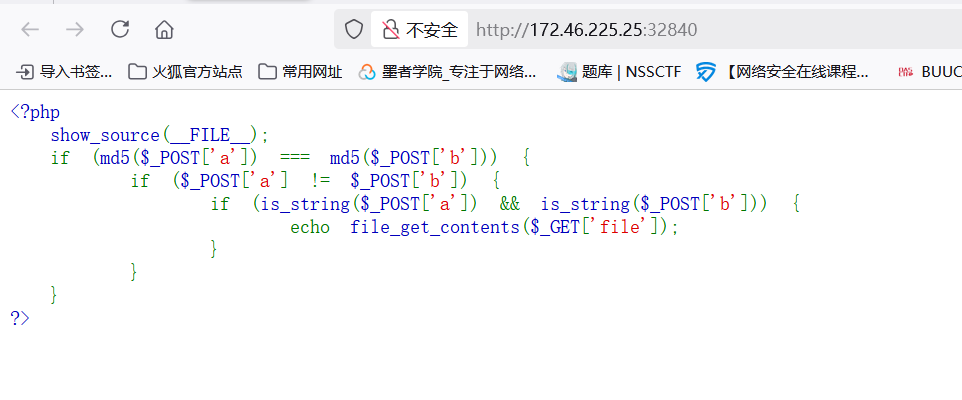 不安全 http://172.46.225.25:32840
导入书签... 火狐官方站点 常用网址 墨者学院_专注于网络... 题库 | NSSCTF 【网络安全在线课程... BUUC
<?php
show_source(__FILE__);
if (md5($_POST['a']) === md5($_POST['b'])) {
if ($_POST['a'] != $_POST['b']) {
if (is_string($_POST['a']) && is_string($_POST['b'])) {
echo file_get_contents($_GET['file']);
}
}
}
?>